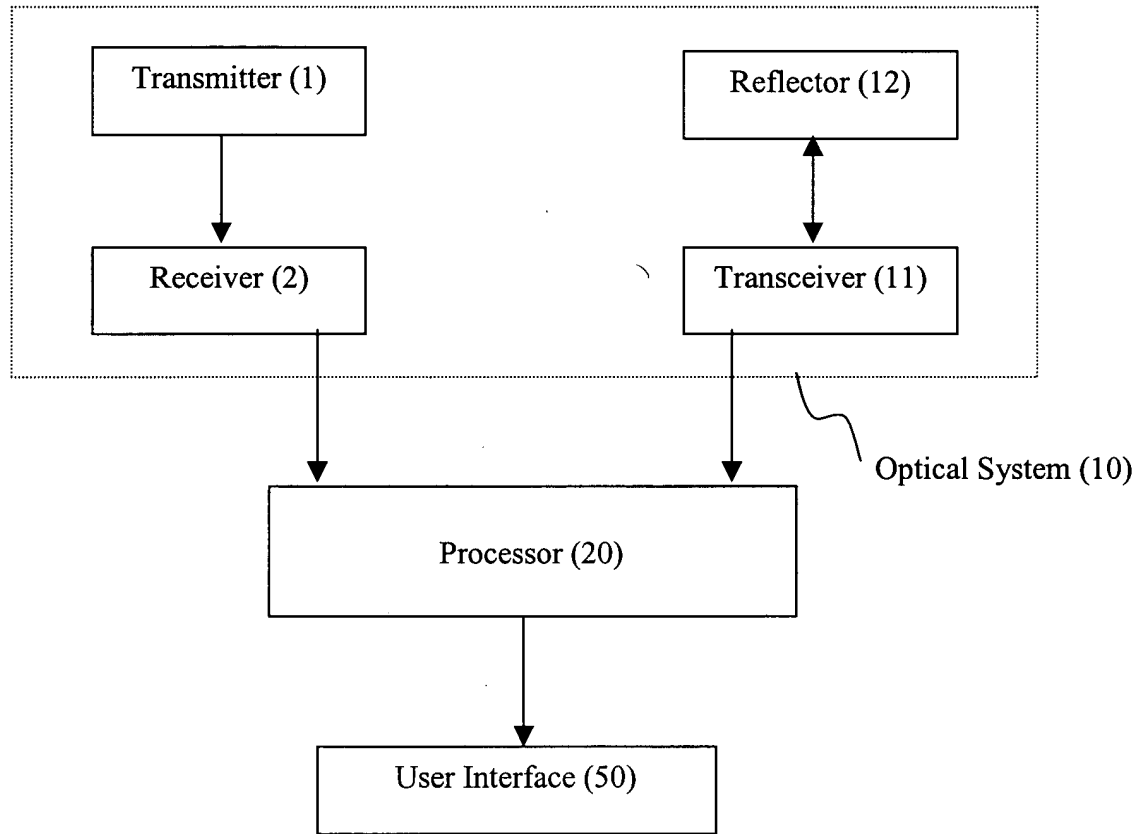 Transmitter (1)
Reflector (12)
Receiver (2)
Transceiver (11)
Optical System (10)
Processor (20)
User Interface (50)